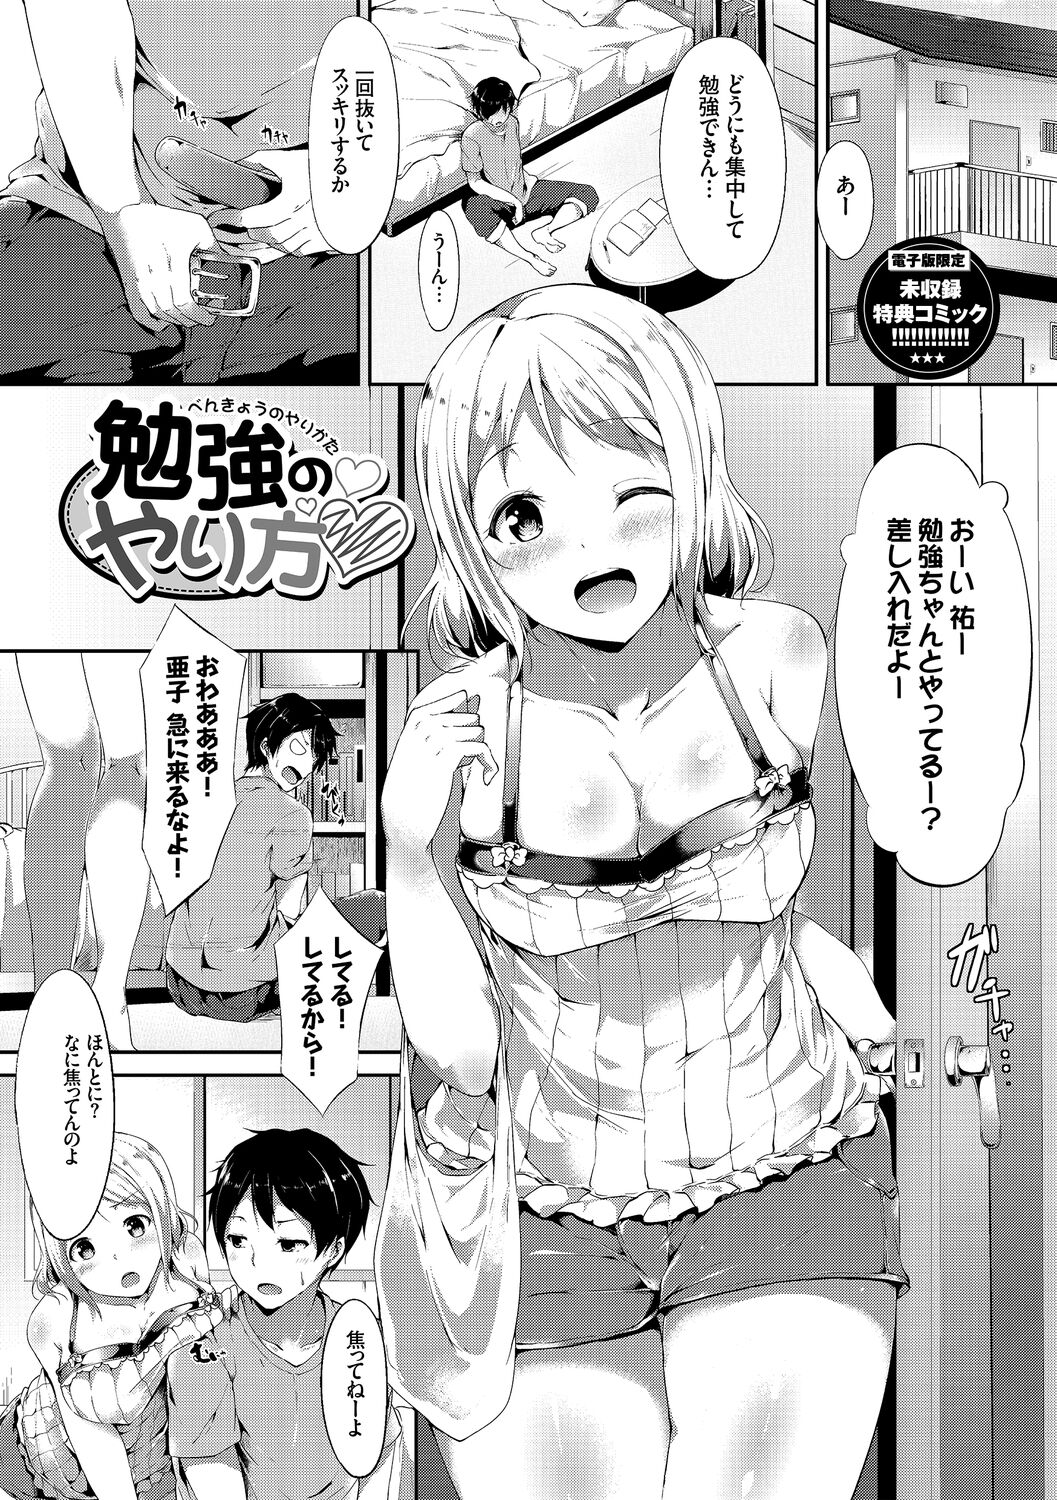 あー
電子版限定
未収録
特典コミック
!!!!!!!!!!!!
★★★
どうにも集中して
勉強できん…
うーん…
一回抜いて
スッキリするか
カチャ
カチャ
べんきょうのやりかた
勉強の
やり方
おーい 祐ー
勉強ちゃんとやってるー?
差し入れだよー
ガチャ…
おわあああ!
亜子 急に来るなよ!
してる!
してるから!
ほんとに?
なに焦ってんのよ
焦ってねーよ
むに